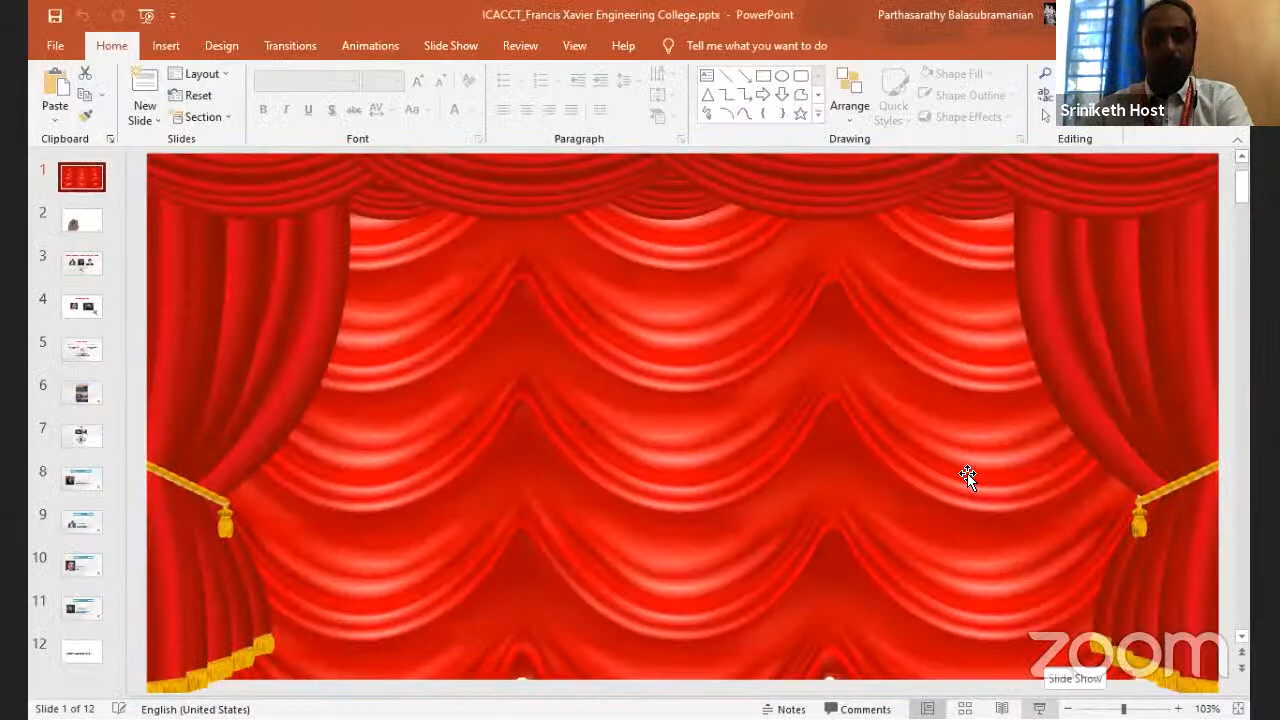 ICACCT_Francis Xavier Engineering College.pptx - PowerPoint
Parthasarathy Balasubramanian
File Home Insert Design Transitions Animations Slide Show Review View Help Tell me what you want to do
Sriniketh Host
Paste
New Slide
Layout
Reset
Section
B I U S Aa A
Arrange
Quick Styles
Shape Fill
Shape Outline
Shape Effects
Clipboard Slides Font Paragraph Drawing Editing
1
2
3
4
5
6
7
8
9
10
11
12
zoom
Slide Show
Slide 1 of 12 English (United States) Notes Comments 103%